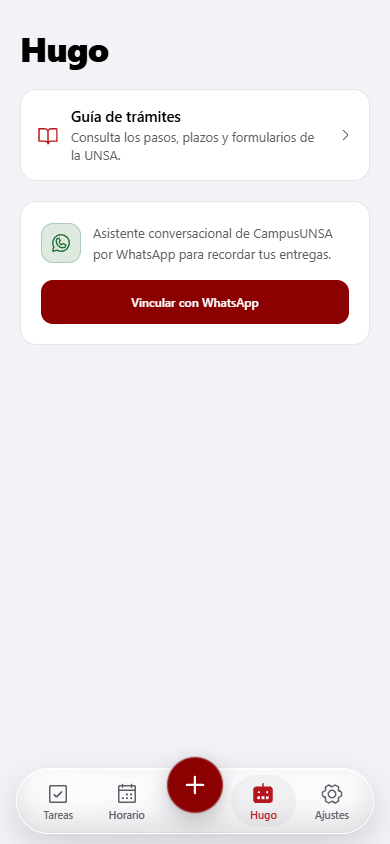 Hugo
Guía de trámites
Consulta los pasos, plazos y formularios de
la UNSA.
Asistente conversacional de CampusUNSA
por WhatsApp para recordar tus entregas.
Vincular con WhatsApp
Tareas
Horario
Hugo
Ajustes